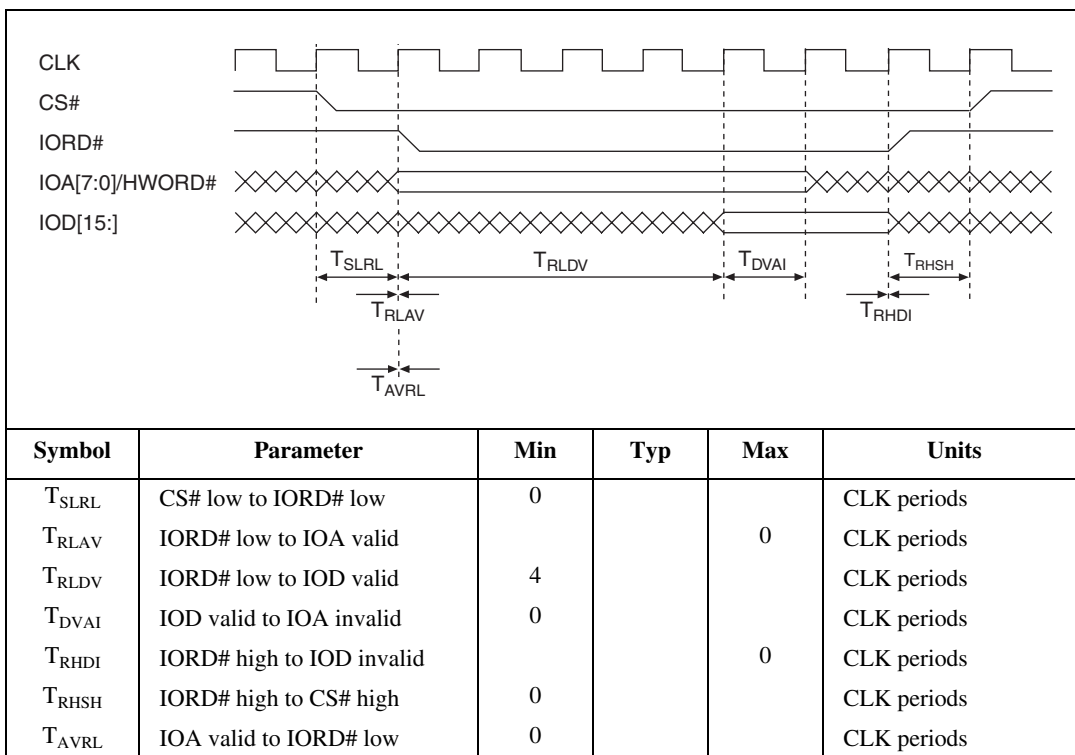 CLK
CS#
IORD#
IOA[7:0]/HWORD#
IOD[15:]
TSLRL TRLDV TDVAI TRHSH
TRLAV TRHDI
TAVRL
Symbol Parameter Min Typ Max Units
TSLRL CS# low to IORD# low 0 CLK periods
TRLAV IORD# low to IOA valid 0 CLK periods
TRLDV IORD# low to IOD valid 4 CLK periods
TDVAI IOD valid to IOA invalid 0 CLK periods
TRHDI IORD# high to IOD invalid 0 CLK periods
TRHSH IORD# high to CS# high 0 CLK periods
TAVRL IOA valid to IORD# low 0 CLK periods